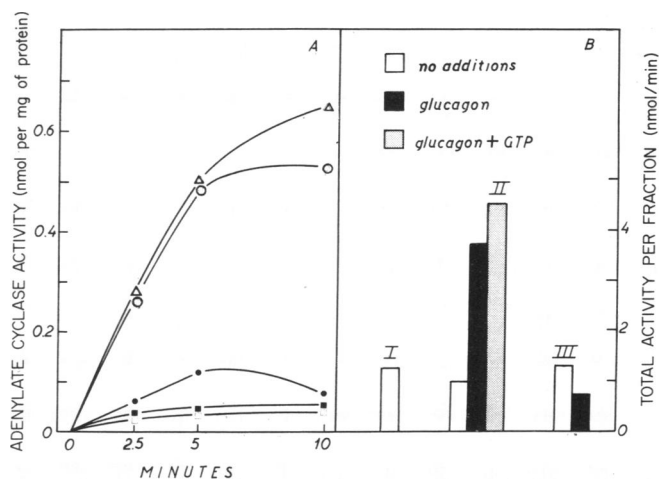 A
B
no additions
glucagon
glucagon + GTP
ADENYLATE CYCLASE ACTIVITY (nmol per mg of protein)
0.6
0.4
0.2
0
0
2.5
5
10
MINUTES
I
II
III
4
2
0
TOTAL ACTIVITY PER FRACTION (nmol/min)